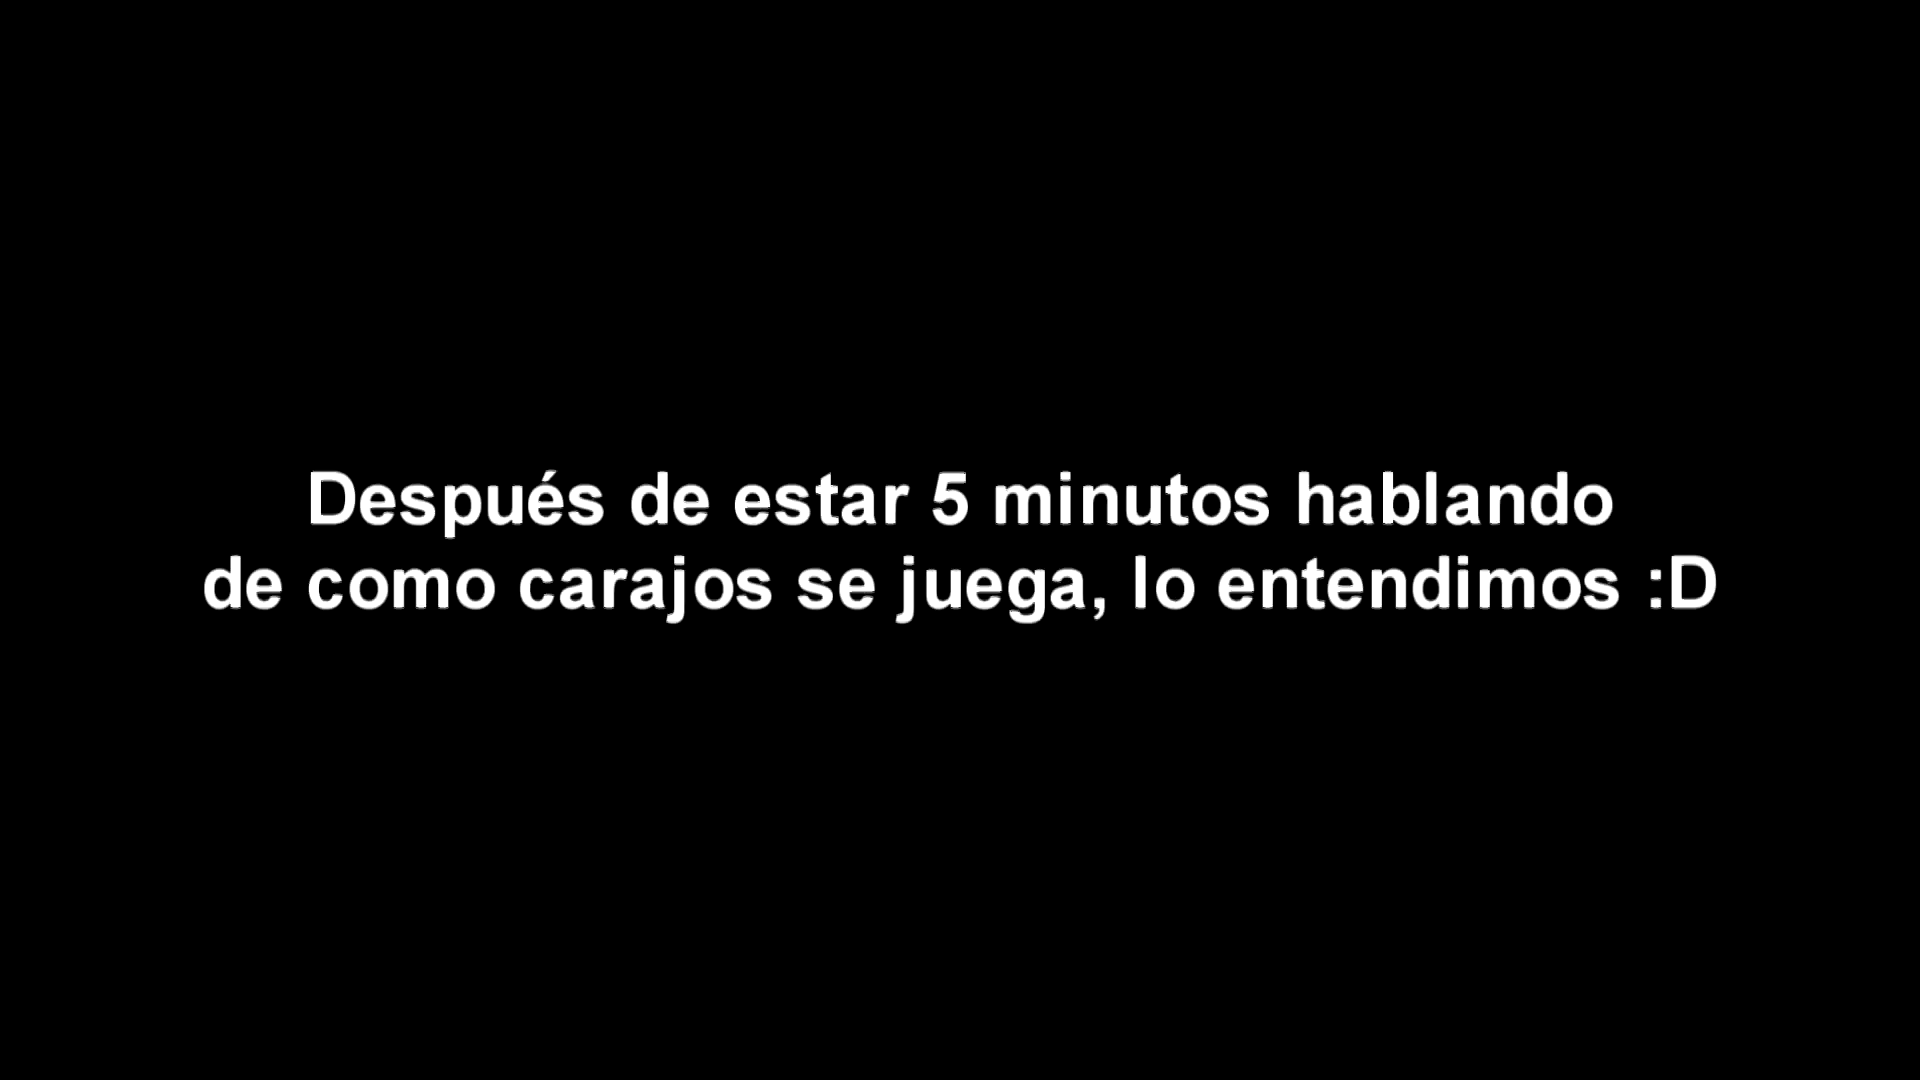 Después de estar 5 minutos hablando
de como carajos se juega, lo entendimos :D